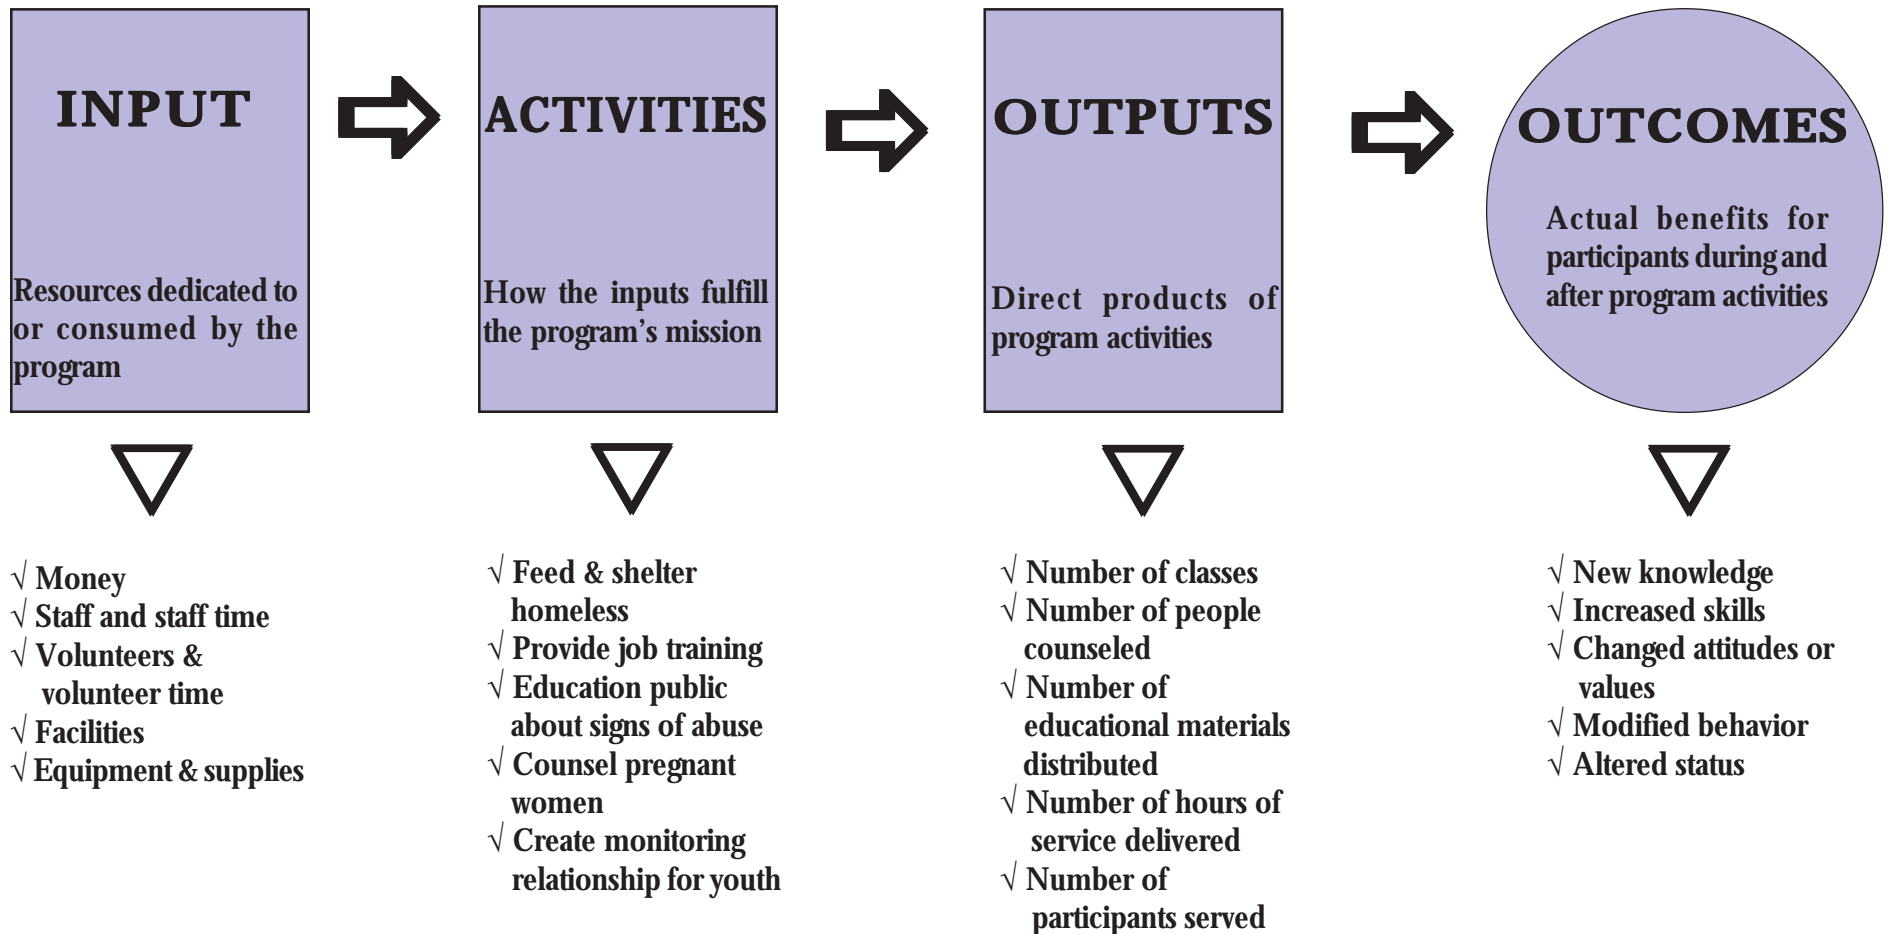 INPUT
Resources dedicated to
or consumed by the
program
√ Money
√ Staff and staff time
√ Volunteers &
volunteer time
√ Facilities
√ Equipment & supplies
ACTIVITIES
How the inputs fulfill
the program’s mission
√ Feed & shelter
homeless
√ Provide job training
√ Education public
about signs of abuse
√ Counsel pregnant
women
√ Create monitoring
relationship for youth
OUTPUTS
Direct products of
program activities
√ Number of classes
√ Number of people
counseled
√ Number of
educational materials
distributed
√ Number of hours of
service delivered
√ Number of
participants served
OUTCOMES
Actual benefits for
participants during and
after program activities
√ New knowledge
√ Increased skills
√ Changed attitudes or
values
√ Modified behavior
√ Altered status